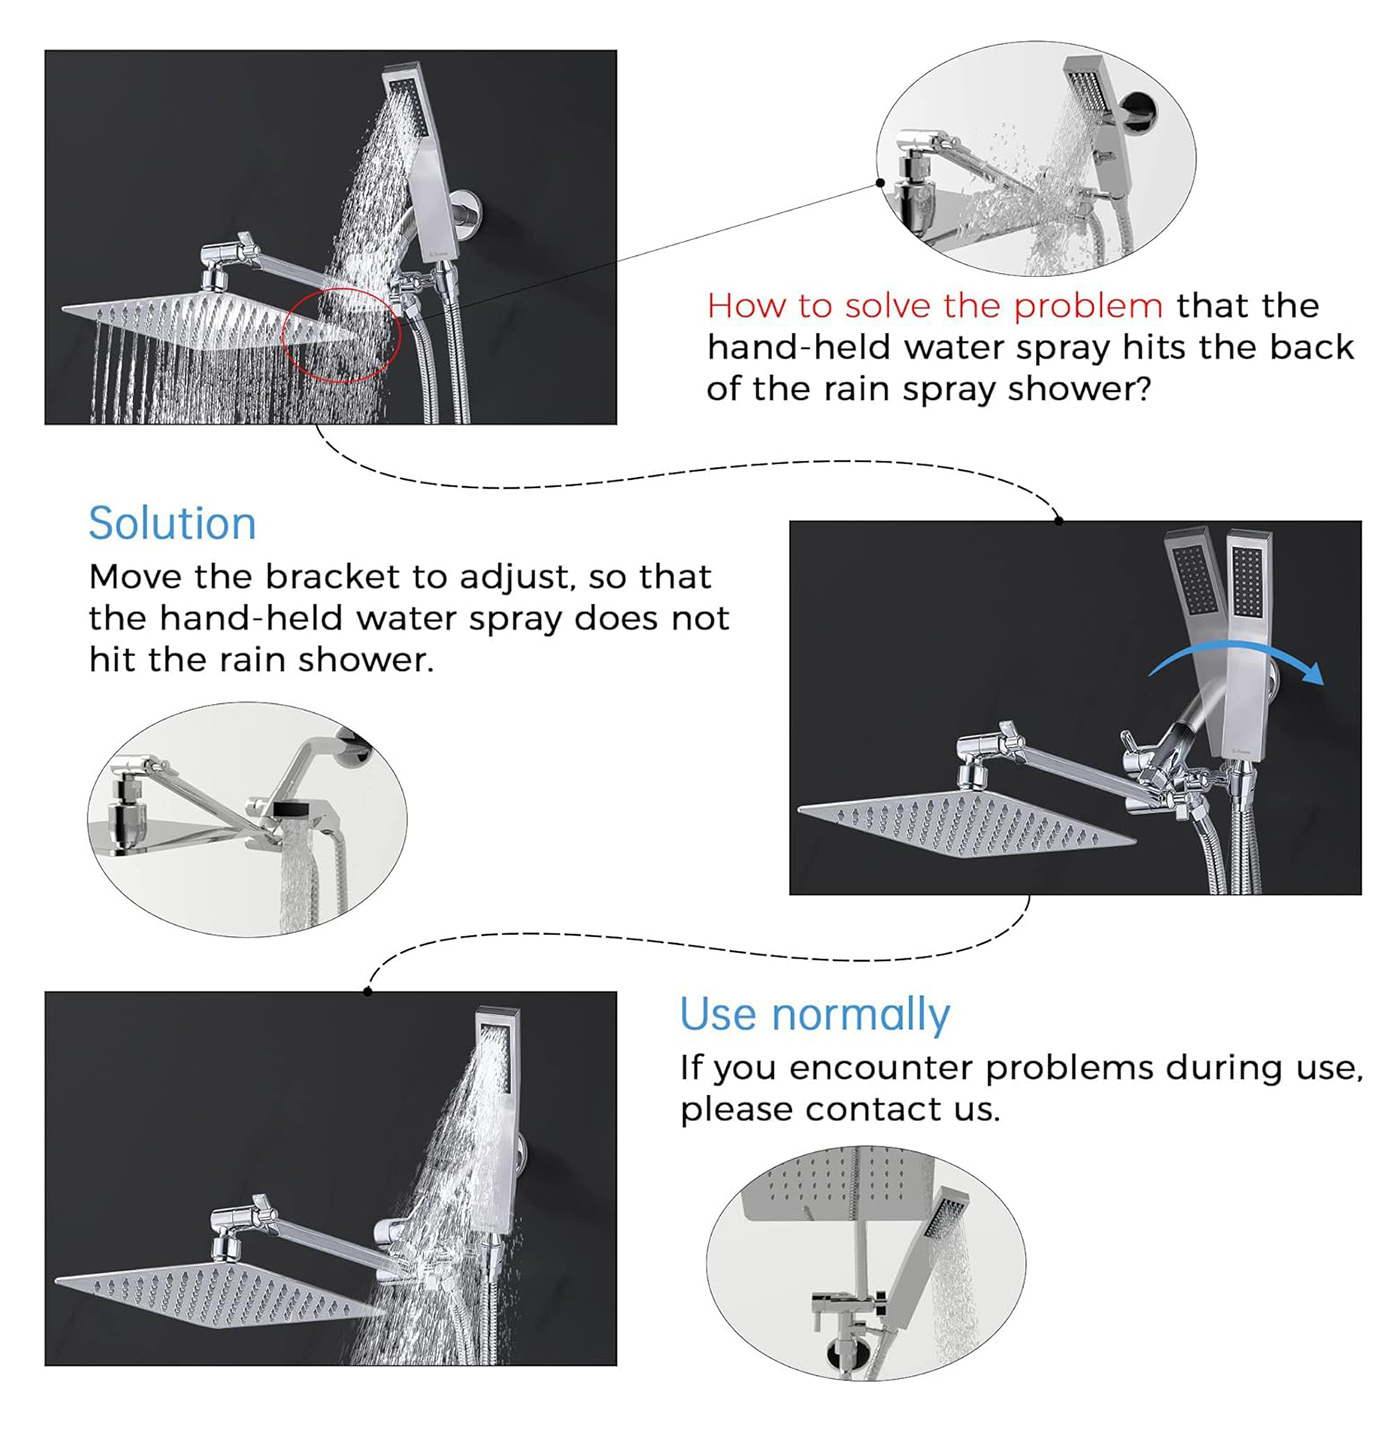 How to solve the problem that the
hand-held water spray hits the back
of the rain spray shower?
Solution
Move the bracket to adjust, so that
the hand-held water spray does not
hit the rain shower.
Use normally
If you encounter problems during use,
please contact us.